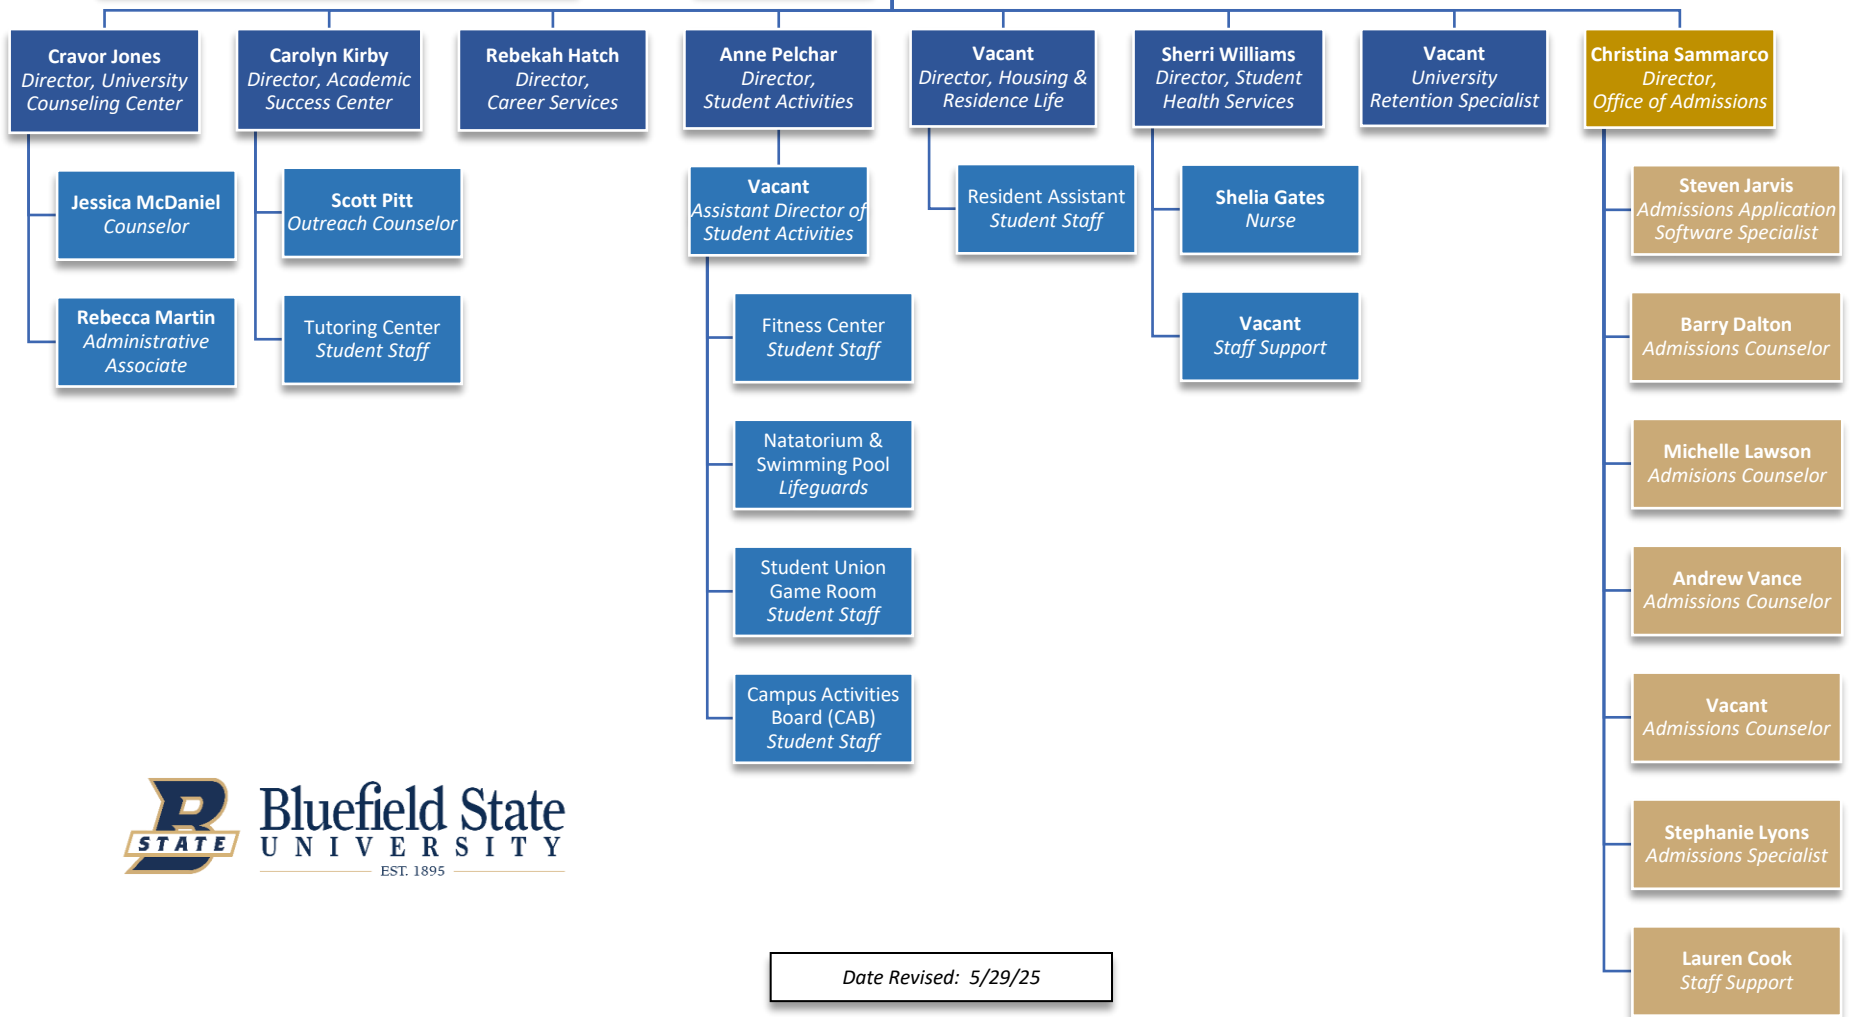 Cravor Jones
Director, University
Counseling Center
Carolyn Kirby
Director, Academic
Success Center
Rebekah Hatch
Director,
Career Services
Anne Pelchar
Director,
Student Activities
Vacant
Director, Housing &
Residence Life
Sherri Williams
Director, Student
Health Services
Vacant
University
Retention Specialist
Christina Sammarco
Director,
Office of Admissions
Jessica McDaniel
Counselor
Rebecca Martin
Administrative
Associate
Scott Pitt
Outreach Counselor
Tutoring Center
Student Staff
Vacant
Assistant Director of
Student Activities
Fitness Center
Student Staff
Natatorium &
Swimming Pool
Lifeguards
Student Union
Game Room
Student Staff
Campus Activities
Board (CAB)
Student Staff
Resident Assistant
Student Staff
Shelia Gates
Nurse
Vacant
Staff Support
Steven Jarvis
Admissions Application
Software Specialist
Barry Dalton
Admissions Counselor
Michelle Lawson
Admisions Counselor
Andrew Vance
Admissions Counselor
Vacant
Admissions Counselor
Stephanie Lyons
Admissions Specialist
Lauren Cook
Staff Support
B
STATE
Bluefield State
UNIVERSITY
EST. 1895
Date Revised: 5/29/25